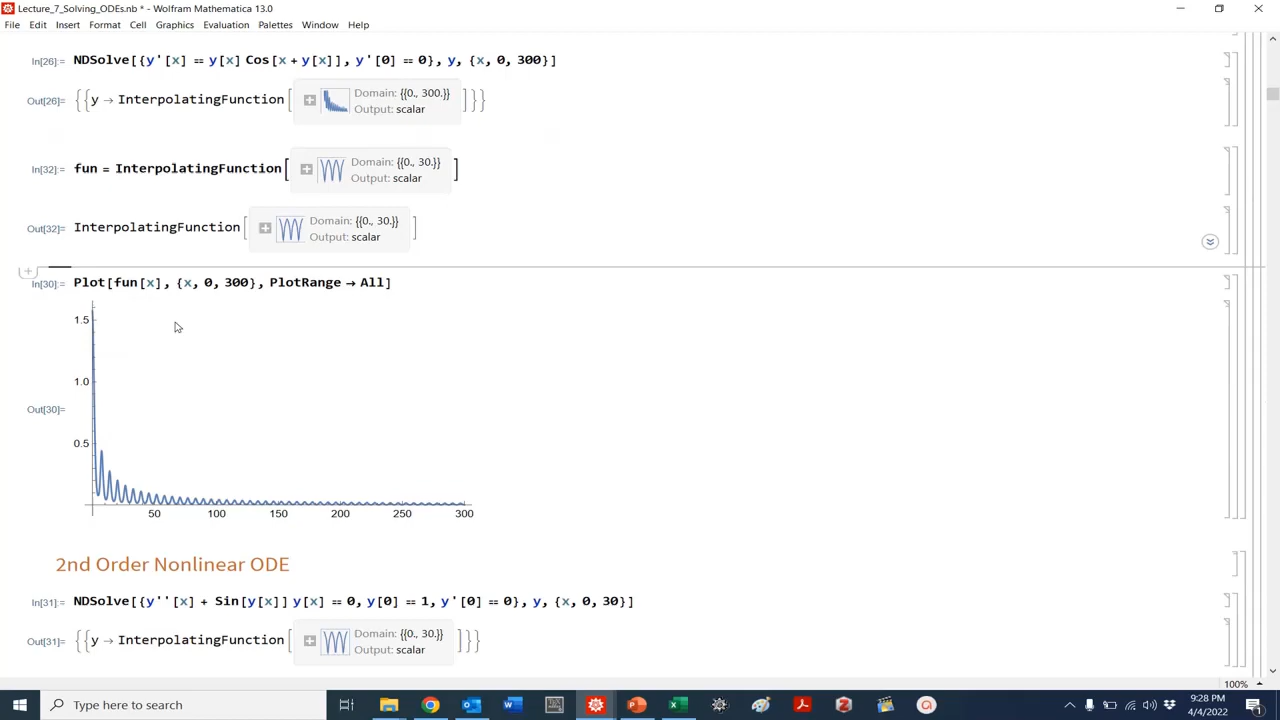 Lecture_7_Solving_ODEs.nb * - Wolfram Mathematica 13.0
File Edit Insert Format Cell Graphics Evaluation Palettes Window Help
In[26]:= NDSolve[{y'[x] == y[x] Cos[x + y[x]], y'[0] == 0}, y, {x, 0, 300}]
Out[26]= {{y → InterpolatingFunction[ Domain: {{0., 300.}} Output: scalar ]}}
In[32]:= fun = InterpolatingFunction[ Domain: {{0., 30.}} Output: scalar ]
Out[32]= InterpolatingFunction[ Domain: {{0., 30.}} Output: scalar ]
In[30]:= Plot[fun[x], {x, 0, 300}, PlotRange → All]
1.5
1.0
Out[30]=
0.5
50 100 150 200 250 300
2nd Order Nonlinear ODE
In[31]:= NDSolve[{y''[x] + Sin[y[x]] y[x] == 0, y[0] == 1, y'[0] == 0}, y, {x, 0, 30}]
Out[31]= {{y → InterpolatingFunction[ Domain: {{0., 30.}} Output: scalar ]}}
100%
Type here to search
9:28 PM
4/4/2022